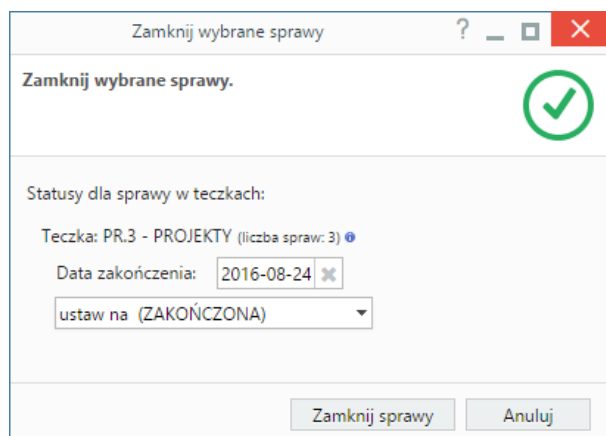 Zamknij wybrane sprawy
Zamknij wybrane sprawy.
Statusy dla sprawy w teczkach:
Teczka: PR.3 - PROJEKTY (liczba spraw: 3)
Data zakończenia: 2016-08-24
ustaw na (ZAKOŃCZONA)
Zamknij sprawy Anuluj